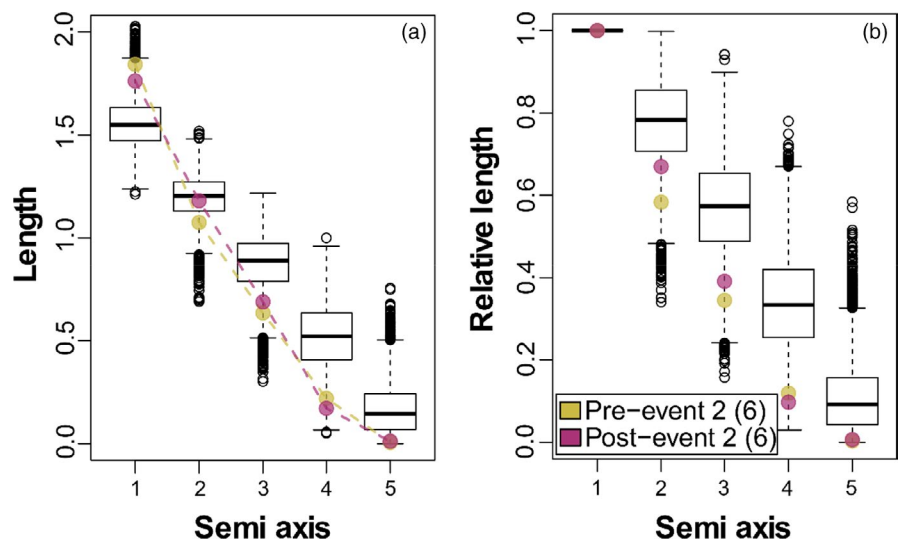 (a)
Length
2.0
1.5
1.0
0.5
0.0
1 2 3 4 5
Semi axis
(b)
Relative length
1.0
0.8
0.6
0.4
0.2
0.0
Pre-event 2 (6)
Post-event 2 (6)
1 2 3 4 5
Semi axis